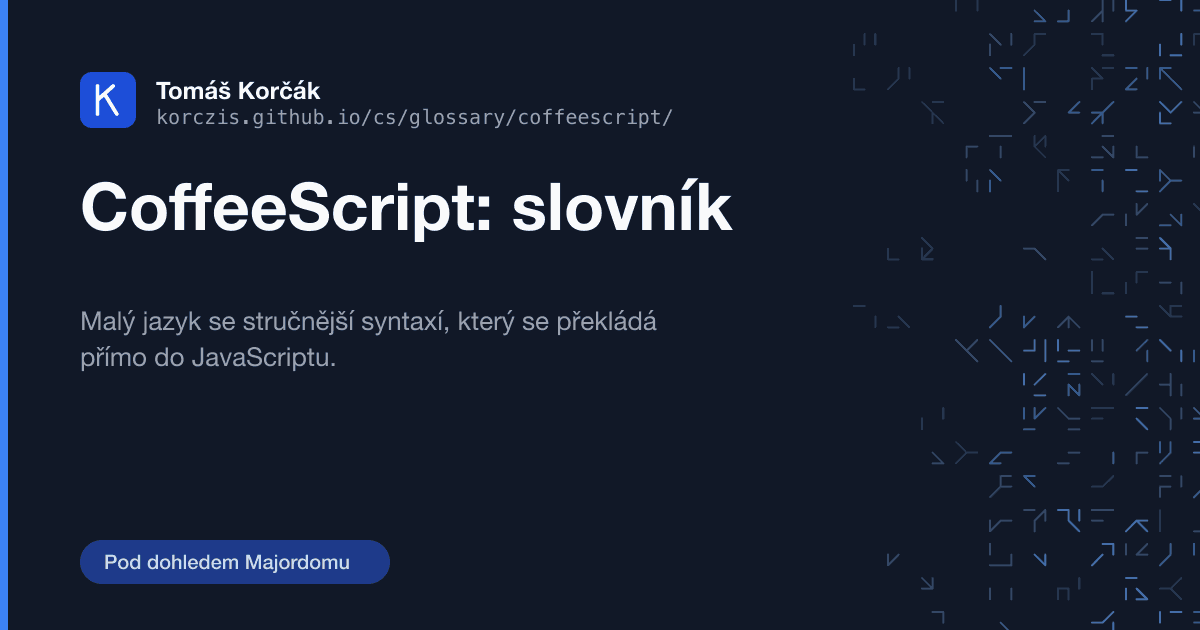 K
Tomáš Korčák
korczis.github.io/cs/glossary/coffeescript/
CoffeeScript: slovník
Malý jazyk se stručnější syntaxí, který se překládá
přímo do JavaScriptu.
Pod dohledem Majordomu